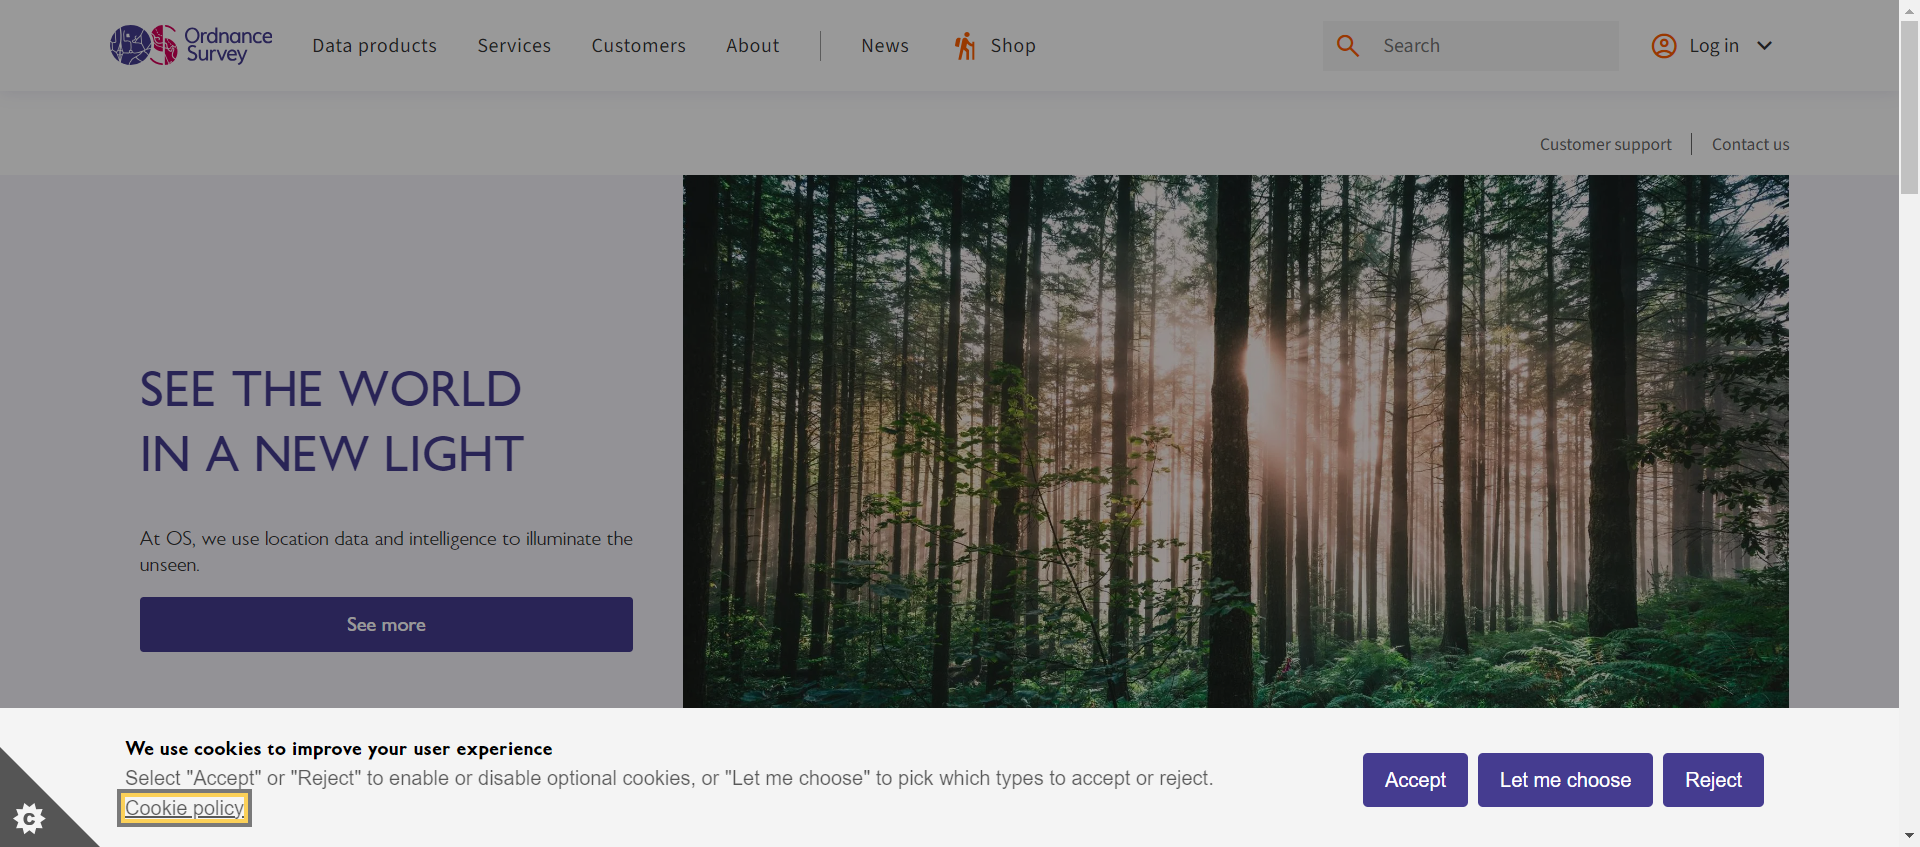 Ordnance
Survey
Data products
Services
Customers
About
News
Shop
Search
Log in
Customer support
Contact us
SEE THE WORLD
IN A NEW LIGHT
At OS, we use location data and intelligence to illuminate the
unseen.
See more
We use cookies to improve your user experience
Select "Accept" or "Reject" to enable or disable optional cookies, or "Let me choose" to pick which types to accept or reject.
Cookie policy
Accept
Let me choose
Reject